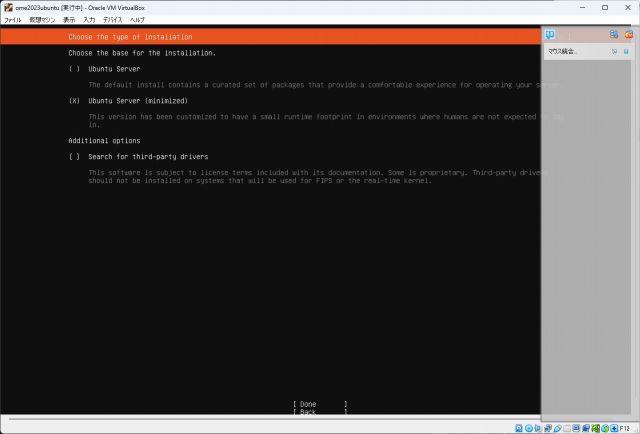 ome2023ubuntu [実行中] - Oracle VM VirtualBox
ファイル 仮想マシン 表示 入力 デバイス ヘルプ
Choose the type of installation
Choose the base for the installation.
( ) Ubuntu Server
The default install contains a curated set of packages that provide a comfortable experience for operating your server.
(X) Ubuntu Server (minimized)
This version has been customized to have a small runtime footprint in environments where humans are not expected to log
in.
Additional options
[ ] Search for third-party drivers
This software is subject to license terms included with its documentation. Some is proprietary. Third-party drivers
should not be installed on systems that will be used for FIPS or the real-time kernel.
[ Done ]
[ Back ]
マウス統合...
F12